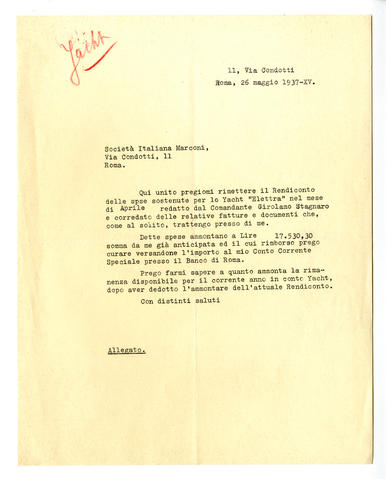 Yacht
11, Via Condotti
Roma, 26 maggio 1937-XV.
Società Italiana Marconi,
Via Condotti, 11
Roma.
Qui unito pregiomi rimettere il Rendiconto
delle spse sostenute per lo Yacht "Elettra" nel mese
di Aprile redatto dal Comandante Girolamo Stagnaro
e corredato delle relative fatture e documenti che,
come al solito, trattengo presso di me.
Dette spese ammontano a Lire 17.530,30
somma da me già anticipata ed il cui rimborso prego
curare versandone l'importo al mio Conto Corrente
Speciale presso il Banco di Roma.
Prego farmi sapere a quanto ammonta la rima-
nenza disponibile per il corrente anno in conto Yacht,
dopo aver dedotto l'ammontare dell'attuale Rendiconto.
Con distinti saluti
Allegato.